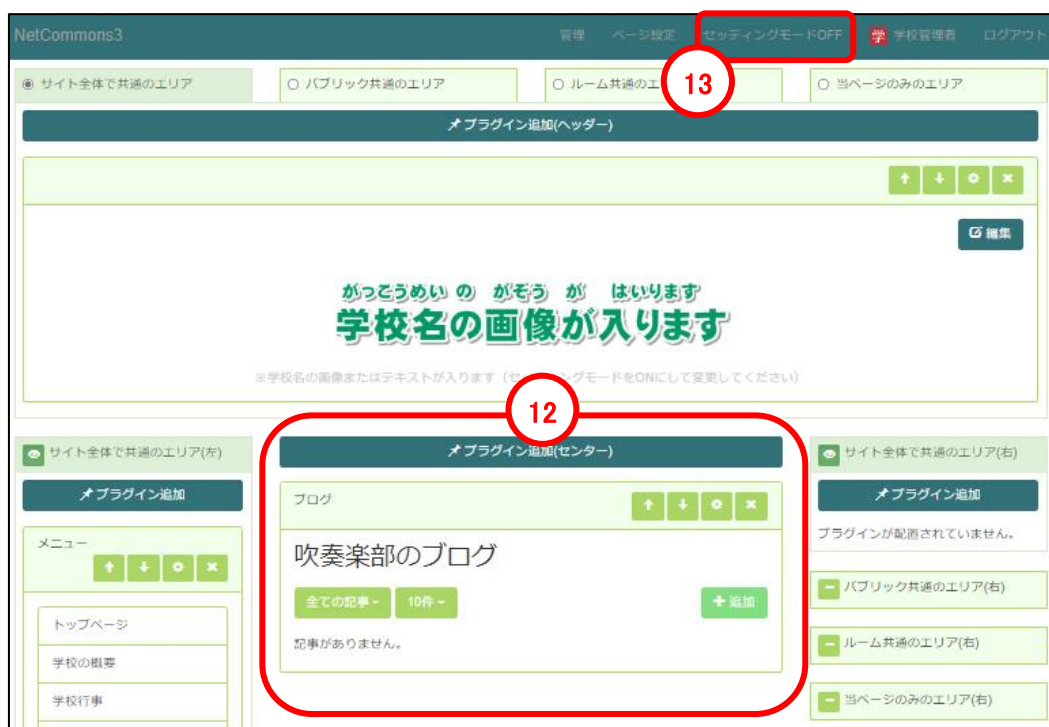 NetCommons3 管理 ページ設定 セッティングモードOFF 学 学校管理者 ログアウト
13
サイト全体で共通のエリア パブリック共通のエリア ルーム共通のエ 当ページのみのエリア
プラグイン追加(ヘッダー)
編集
がっこうめい の がぞう が はいります
学校名の画像が入ります
※学校名の画像またはテキストが入ります（セッティングモードをONにして変更してください）
12
サイト全体で共通のエリア(左)
プラグイン追加
メニュー
トップページ
学校の概要
学校行事
プラグイン追加(センター)
ブログ
吹奏楽部のブログ
全ての記事 10件 追加
記事がありません。
サイト全体で共通のエリア(右)
プラグイン追加
プラグインが配置されていません。
パブリック共通のエリア(右)
ルーム共通のエリア(右)
当ページのみのエリア(右)